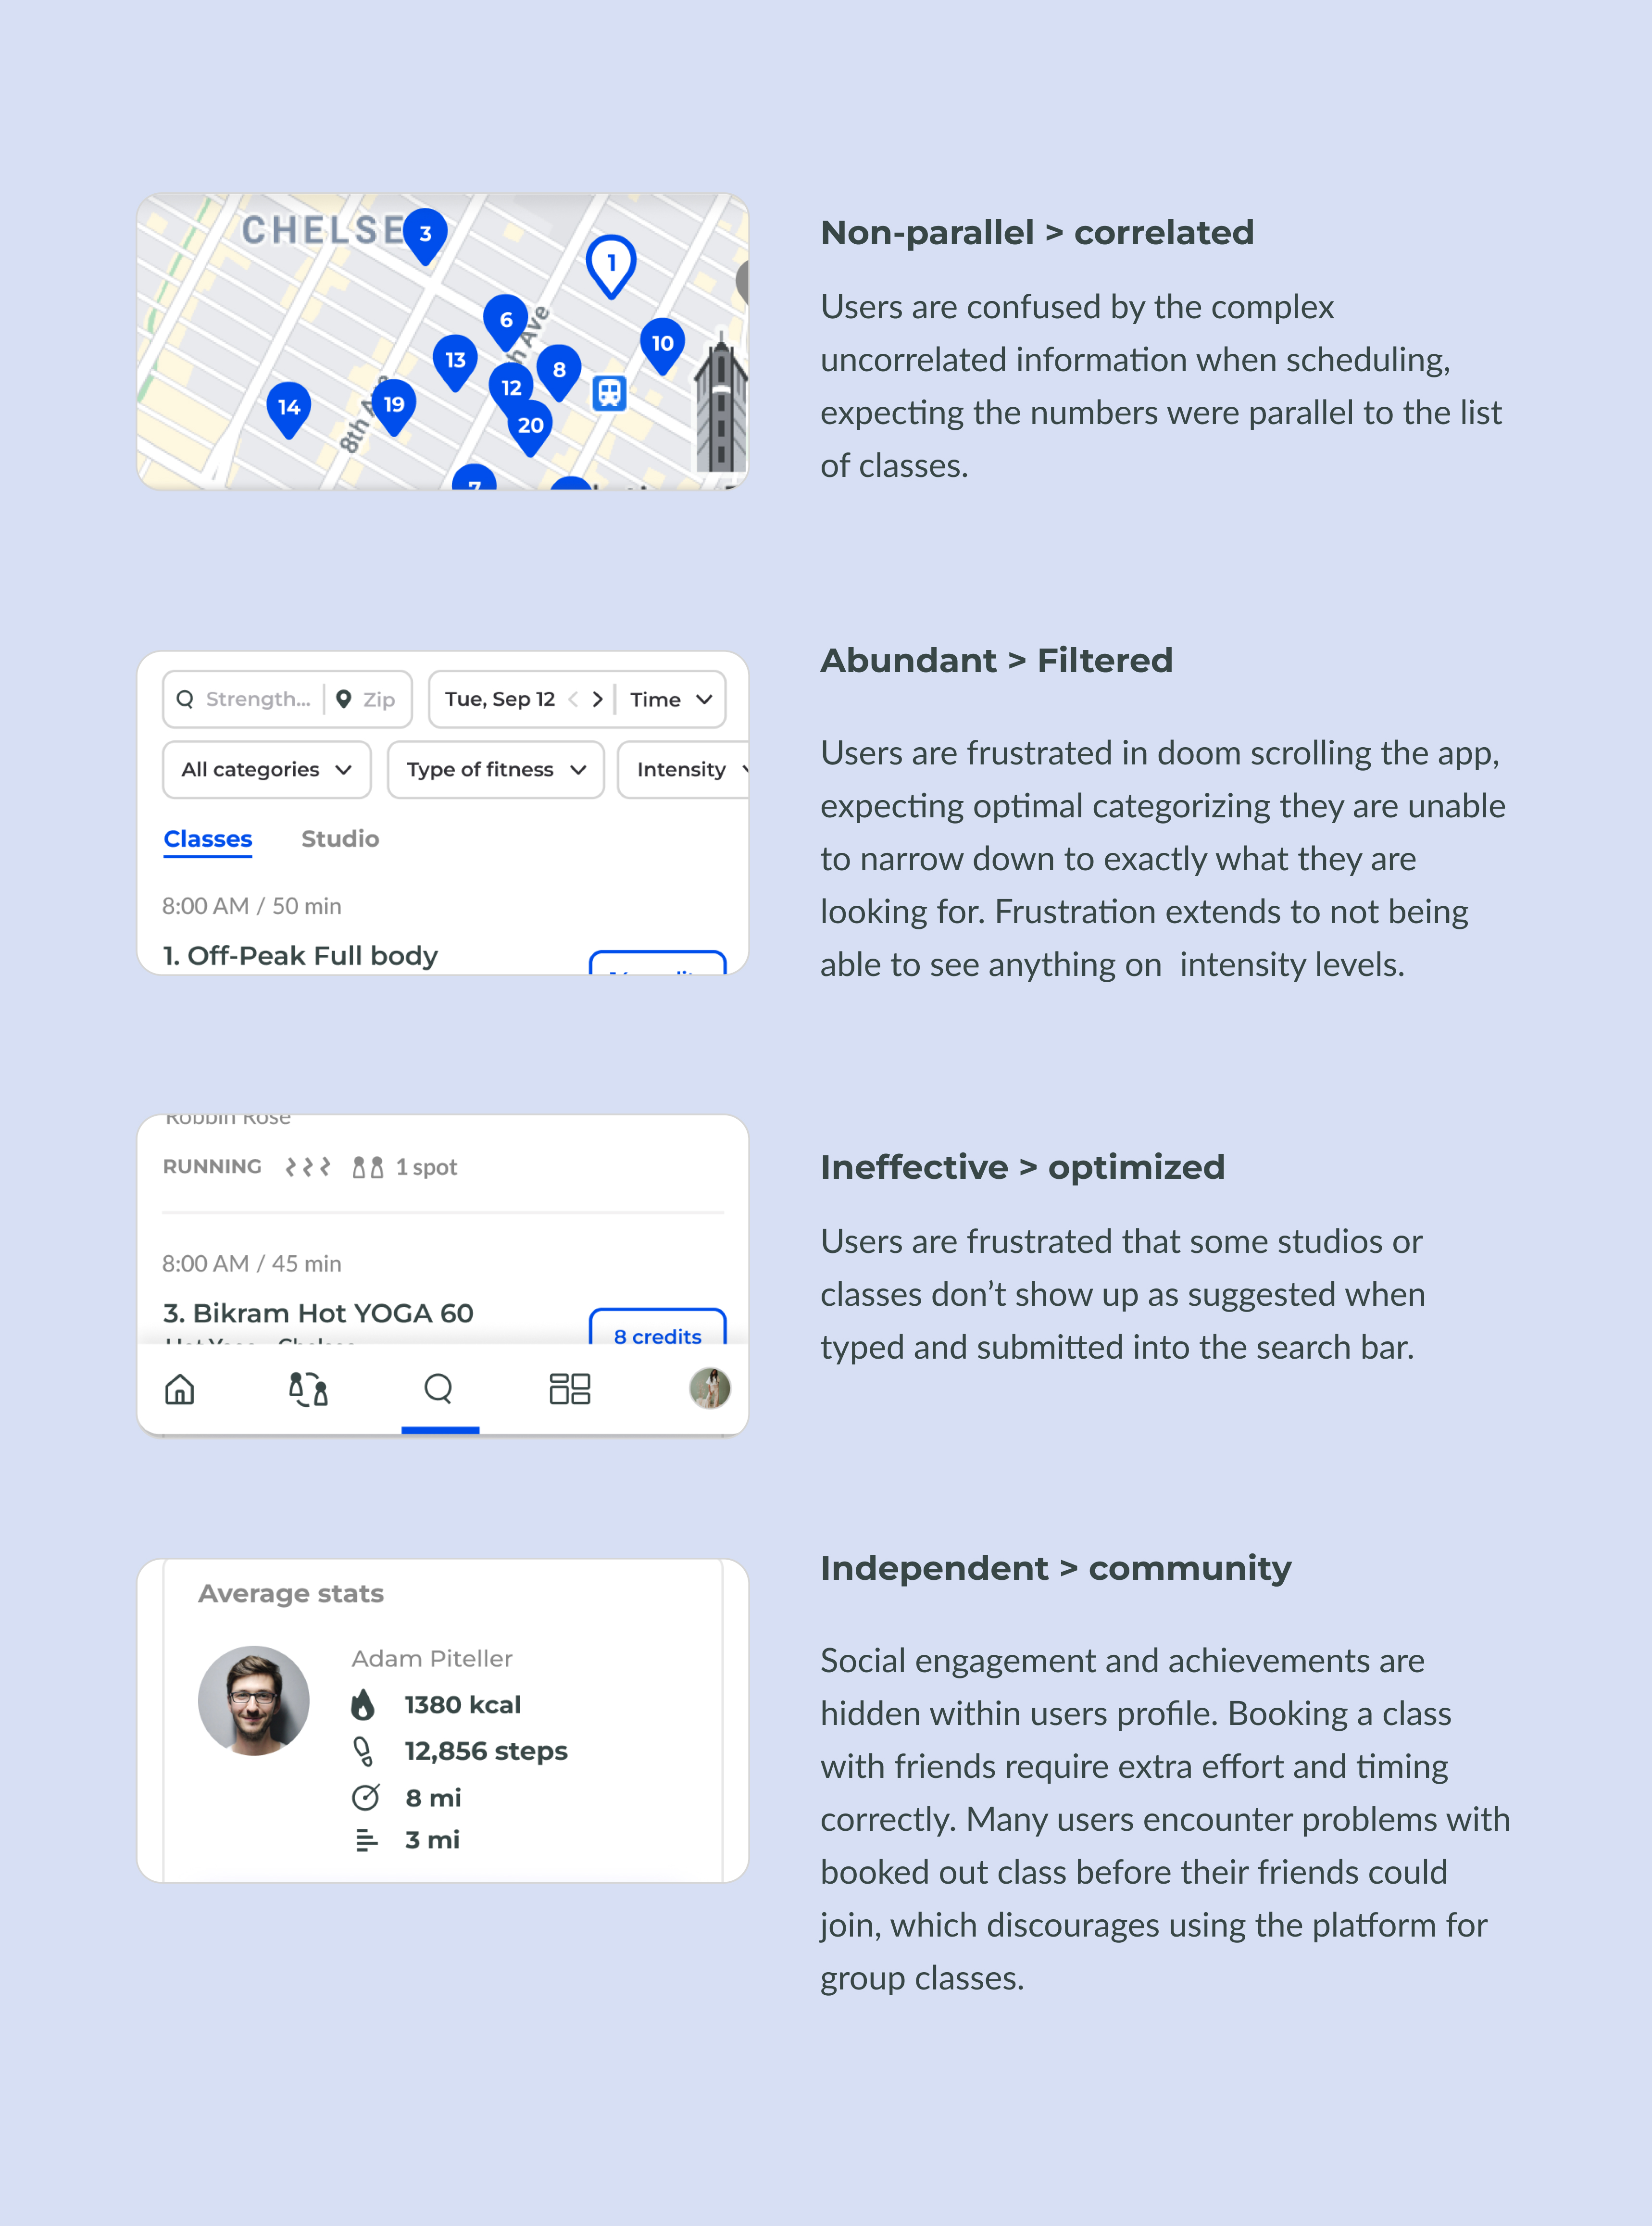 CHELSE
3
1
6
h Ave
10
13
8
12
14
19
20
8th A
7
Non-parallel > correlated
Users are confused by the complex
uncorrelated information when scheduling,
expecting the numbers were parallel to the list
of classes.
Strength...
Zip
Tue, Sep 12
Time
All categories
Type of fitness
Intensity
Classes
Studio
8:00 AM / 50 min
1. Off-Peak Full body
Abundant > Filtered
Users are frustrated in doom scrolling the app,
expecting optimal categorizing they are unable
to narrow down to exactly what they are
looking for. Frustration extends to not being
able to see anything on  intensity levels.
Robbin Rose
RUNNING
1 spot
8:00 AM / 45 min
3. Bikram Hot YOGA 60
8 credits
Ineffective > optimized
Users are frustrated that some studios or
classes don’t show up as suggested when
typed and submitted into the search bar.
Average stats
Adam Piteller
1380 kcal
12,856 steps
8 mi
3 mi
Independent > community
Social engagement and achievements are
hidden within users profile. Booking a class
with friends require extra effort and timing
correctly. Many users encounter problems with
booked out class before their friends could
join, which discourages using the platform for
group classes.